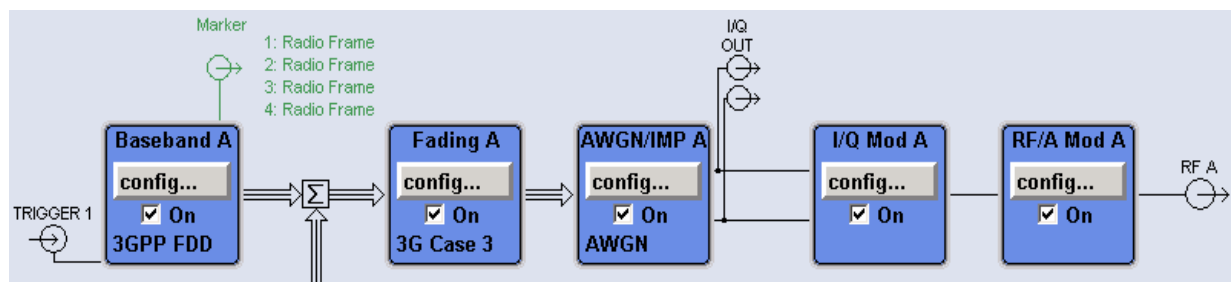 Marker
1: Radio Frame
2: Radio Frame
3: Radio Frame
4: Radio Frame
I/Q
OUT
Baseband A
config...
On
3GPP FDD
TRIGGER 1
Σ
Fading A
config...
On
3G Case 3
AWGN/IMP A
config...
On
AWGN
I/Q Mod A
config...
On
RF/A Mod A
config...
On
RF A